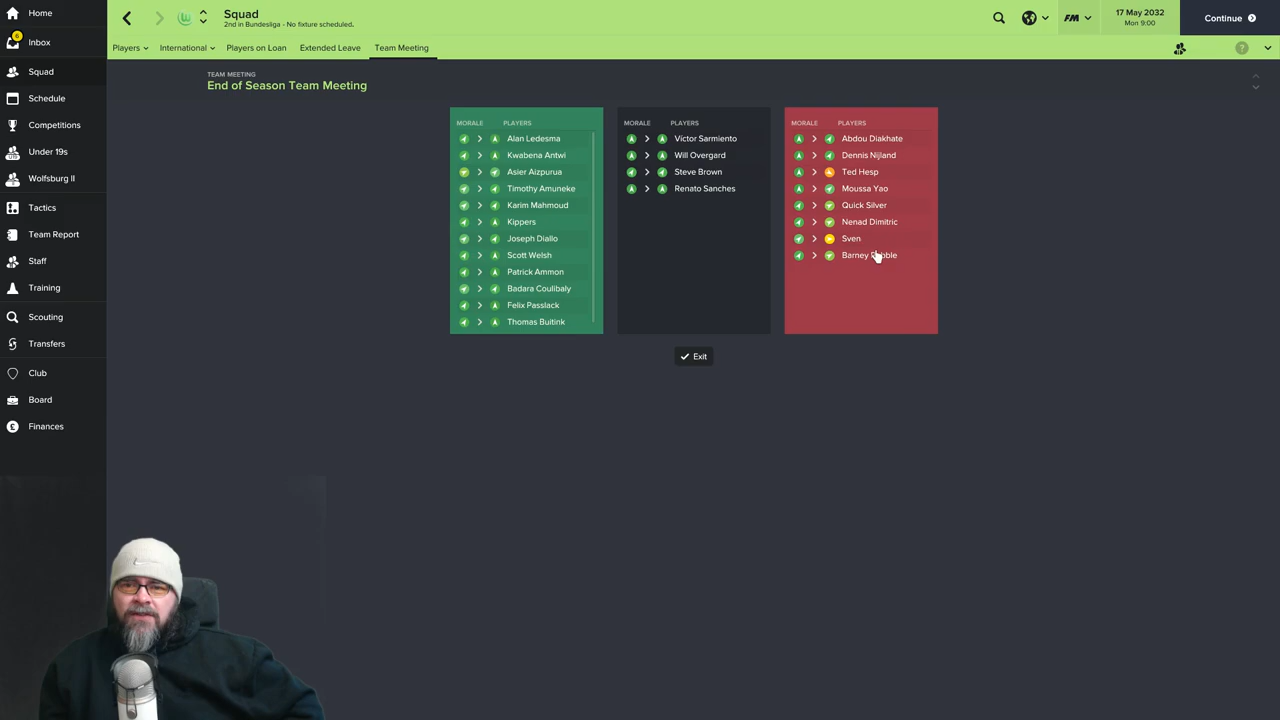 Home
6
Inbox
Squad
Schedule
Competitions
Under 19s
Wolfsburg II
Tactics
Team Report
Staff
Training
Scouting
Transfers
Club
Board
Finances
Squad
2nd in Bundesliga - No fixture scheduled.
FM
17 May 2032
Mon 9:00
Continue
Players
International
Players on Loan
Extended Leave
Team Meeting
?
TEAM MEETING
End of Season Team Meeting
MORALE PLAYERS
Alan Ledesma
Kwabena Antwi
Asier Aizpurua
Timothy Amuneke
Karim Mahmoud
Kippers
Joseph Diallo
Scott Welsh
Patrick Ammon
Badara Coulibaly
Felix Passlack
Thomas Buitink
MORALE PLAYERS
Víctor Sarmiento
Will Overgard
Steve Brown
Renato Sanches
MORALE PLAYERS
Abdou Diakhate
Dennis Nijland
Ted Hesp
Moussa Yao
Quick Silver
Nenad Dimitric
Sven
Barney
Exit